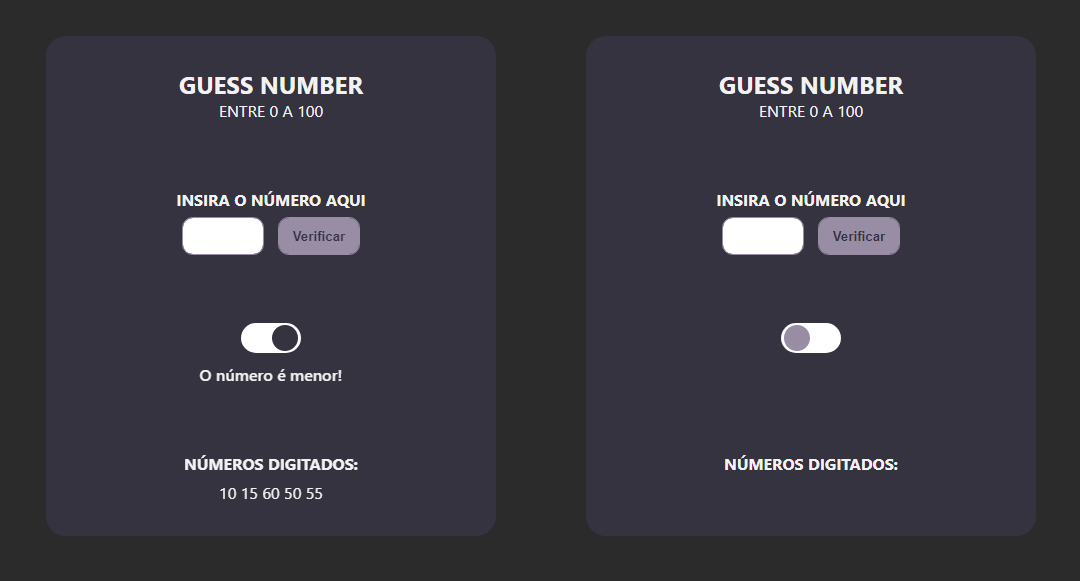 GUESS NUMBER
ENTRE 0 A 100
INSIRA O NÚMERO AQUI
Verificar
O número é menor!
NÚMEROS DIGITADOS:
10 15 60 50 55
GUESS NUMBER
ENTRE 0 A 100
INSIRA O NÚMERO AQUI
Verificar
NÚMEROS DIGITADOS: